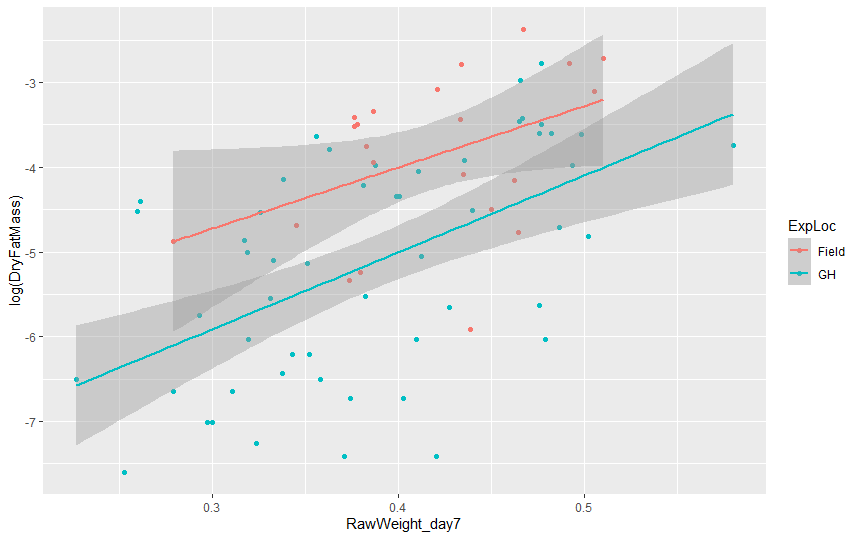 -3
-4
-5
-6
-7
log(DryFatMass)
0.3 0.4 0.5
RawWeight_day7
ExpLoc
Field
GH